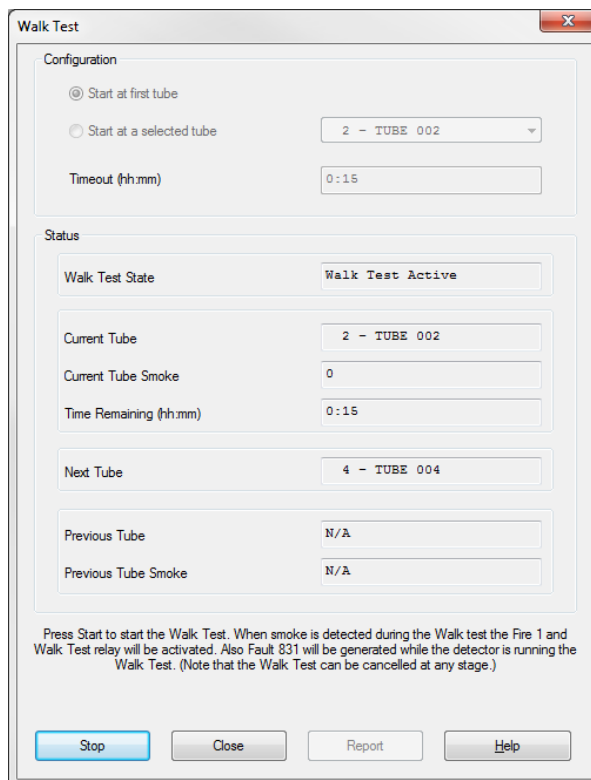 Walk Test
Configuration
Start at first tube
Start at a selected tube 2 - TUBE 002
Timeout (hh:mm) 0:15
Status
Walk Test State Walk Test Active
Current Tube 2 - TUBE 002
Current Tube Smoke 0
Time Remaining (hh:mm) 0:15
Next Tube 4 - TUBE 004
Previous Tube N/A
Previous Tube Smoke N/A
Press Start to start the Walk Test. When smoke is detected during the Walk test the Fire 1 and
Walk Test relay will be activated. Also Fault 831 will be generated while the detector is running the
Walk Test. (Note that the Walk Test can be cancelled at any stage.)
Stop Close Report Help